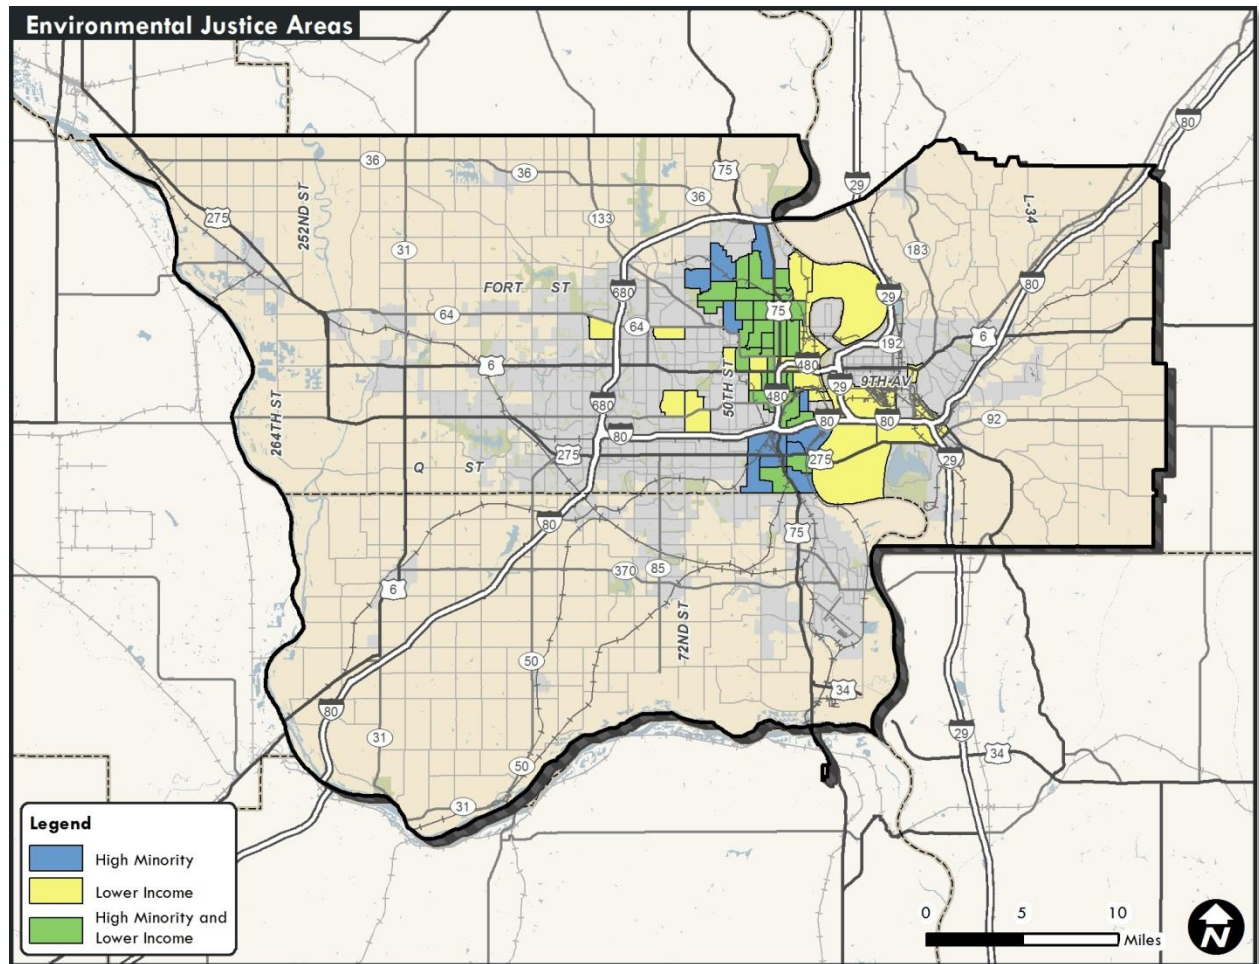 Environmental Justice Areas
80
36
75
29
36
36
L-34
275
252ND ST
133
31
183
680
FORT ST
80
29
75
64
64
192
6
6
480
50TH ST
29
9TH AV
264TH ST
680
480
80
80
92
80
275
275
29
Q ST
80
75
370
85
6
72ND ST
50
34
80
31
29
34
50
31
Legend
High Minority
Lower Income
High Minority and
Lower Income
0 5 10
Miles
N